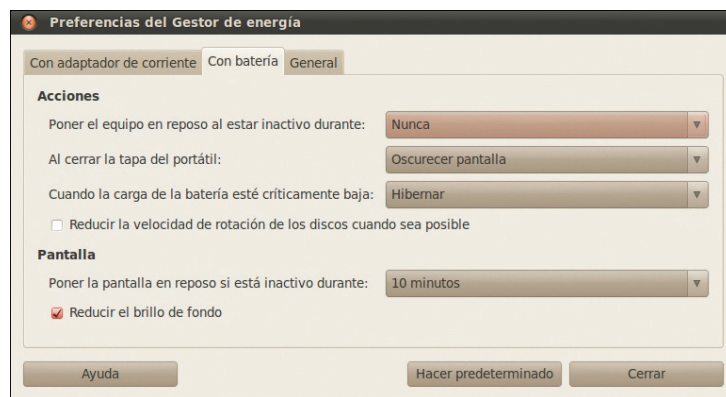 Preferencias del Gestor de energía
Con adaptador de corriente Con batería General
Acciones
Poner el equipo en reposo al estar inactivo durante: Nunca
Al cerrar la tapa del portátil: Oscurecer pantalla
Cuando la carga de la batería esté críticamente baja: Hibernar
Reducir la velocidad de rotación de los discos cuando sea posible
Pantalla
Poner la pantalla en reposo si está inactivo durante: 10 minutos
Reducir el brillo de fondo
Ayuda Hacer predeterminado Cerrar